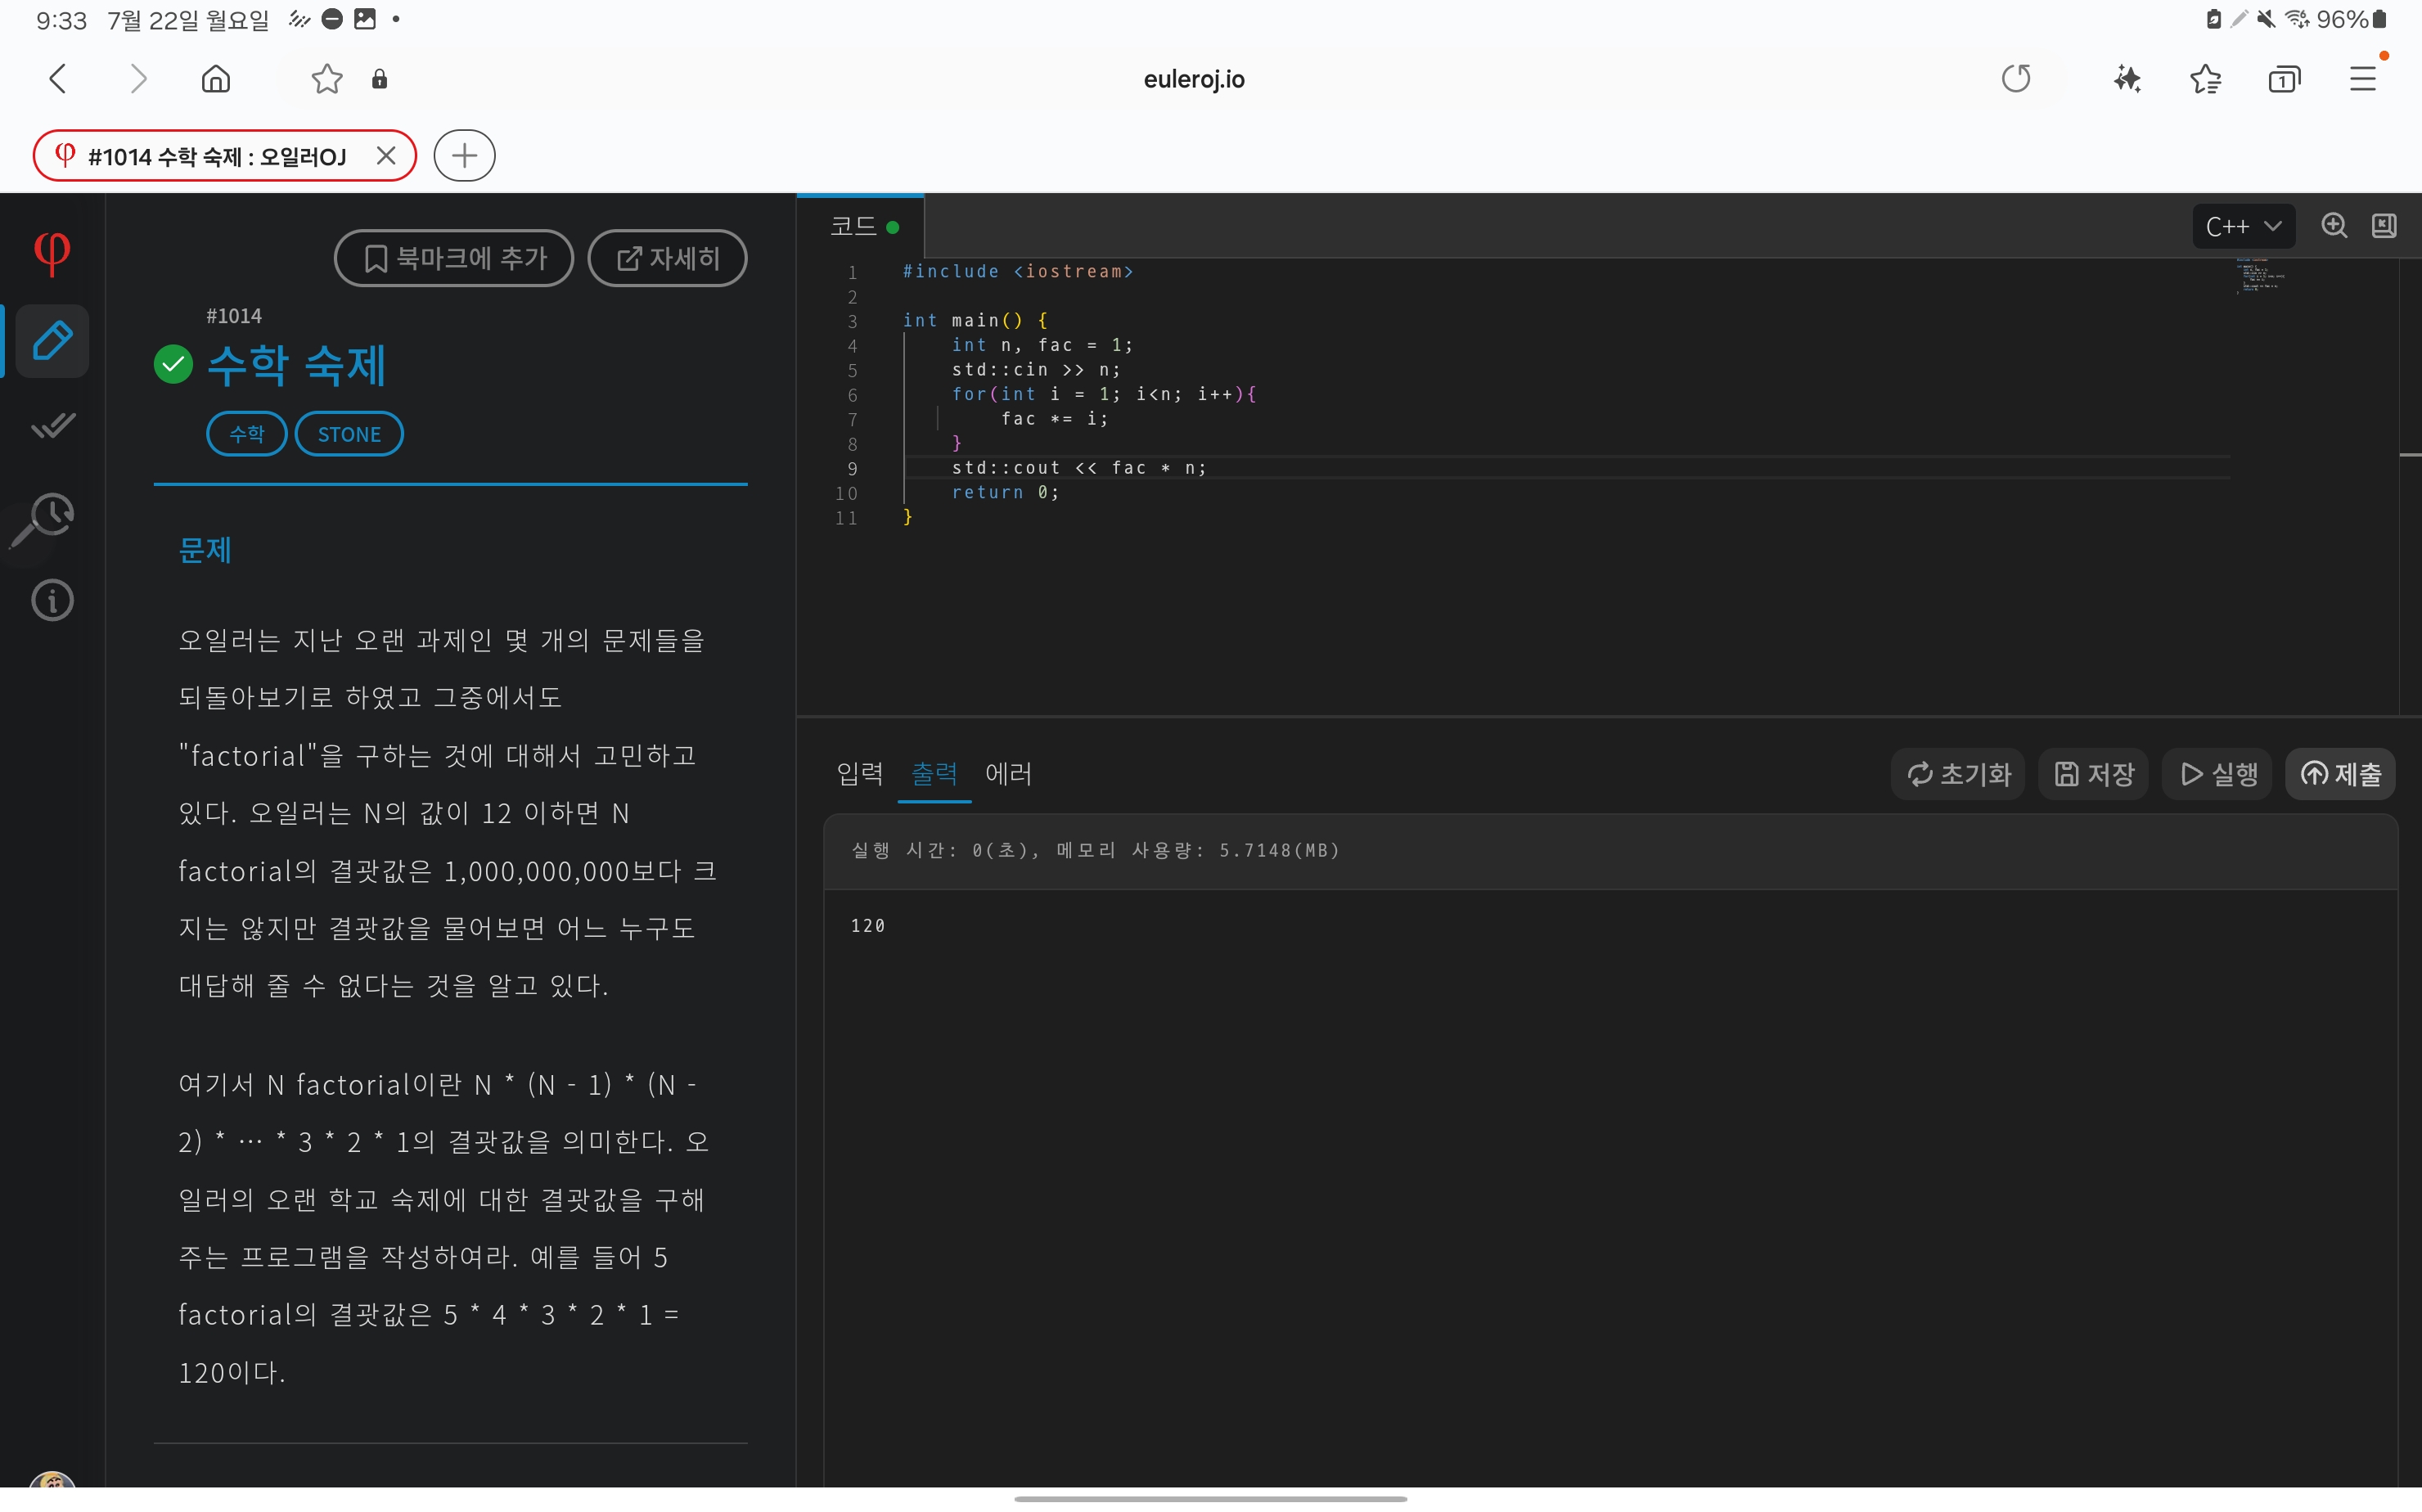 9:33 7월 22일 월요일
96%
euleroj.io
1
#1014 수학 숙제 : 오일러OJ
북마크에 추가
자세히
#1014
수학 숙제
수학
STONE
문제
오일러는 지난 오랜 과제인 몇 개의 문제들을
되돌아보기로 하였고 그중에서도
"factorial"을 구하는 것에 대해서 고민하고
있다. 오일러는 N의 값이 12 이하면 N
factorial의 결괏값은 1,000,000,000보다 크
지는 않지만 결괏값을 물어보면 어느 누구도
대답해 줄 수 없다는 것을 알고 있다.
여기서 N factorial이란 N * (N - 1) * (N -
2) * … * 3 * 2 * 1의 결괏값을 의미한다. 오
일러의 오랜 학교 숙제에 대한 결괏값을 구해
주는 프로그램을 작성하여라. 예를 들어 5
factorial의 결괏값은 5 * 4 * 3 * 2 * 1 =
120이다.
코드
C++
1 #include <iostream>
2
3 int main() {
4 int n, fac = 1;
5 std::cin >> n;
6 for(int i = 1; i<n; i++){
7 fac *= i;
8 }
9 std::cout << fac * n;
10 return 0;
11 }
입력 출력 에러
초기화 저장 실행 제출
실행 시간: 0(초), 메모리 사용량: 5.7148(MB)
120